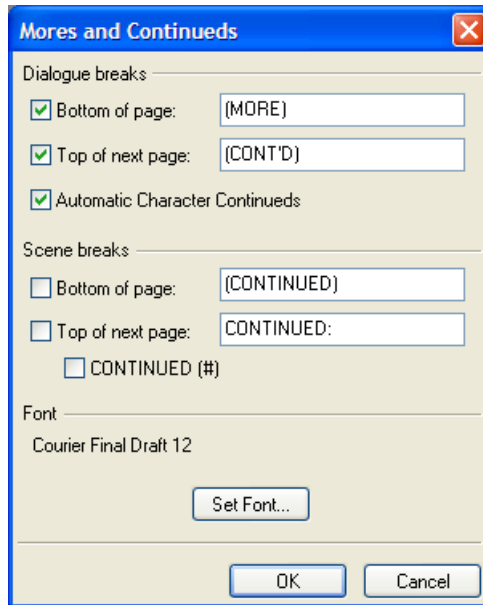 Mores and Continueds
Dialogue breaks
Bottom of page: (MORE)
Top of next page: (CONT'D)
Automatic Character Continueds
Scene breaks
Bottom of page: (CONTINUED)
Top of next page: CONTINUED:
CONTINUED (#)
Font
Courier Final Draft 12
Set Font...
OK Cancel